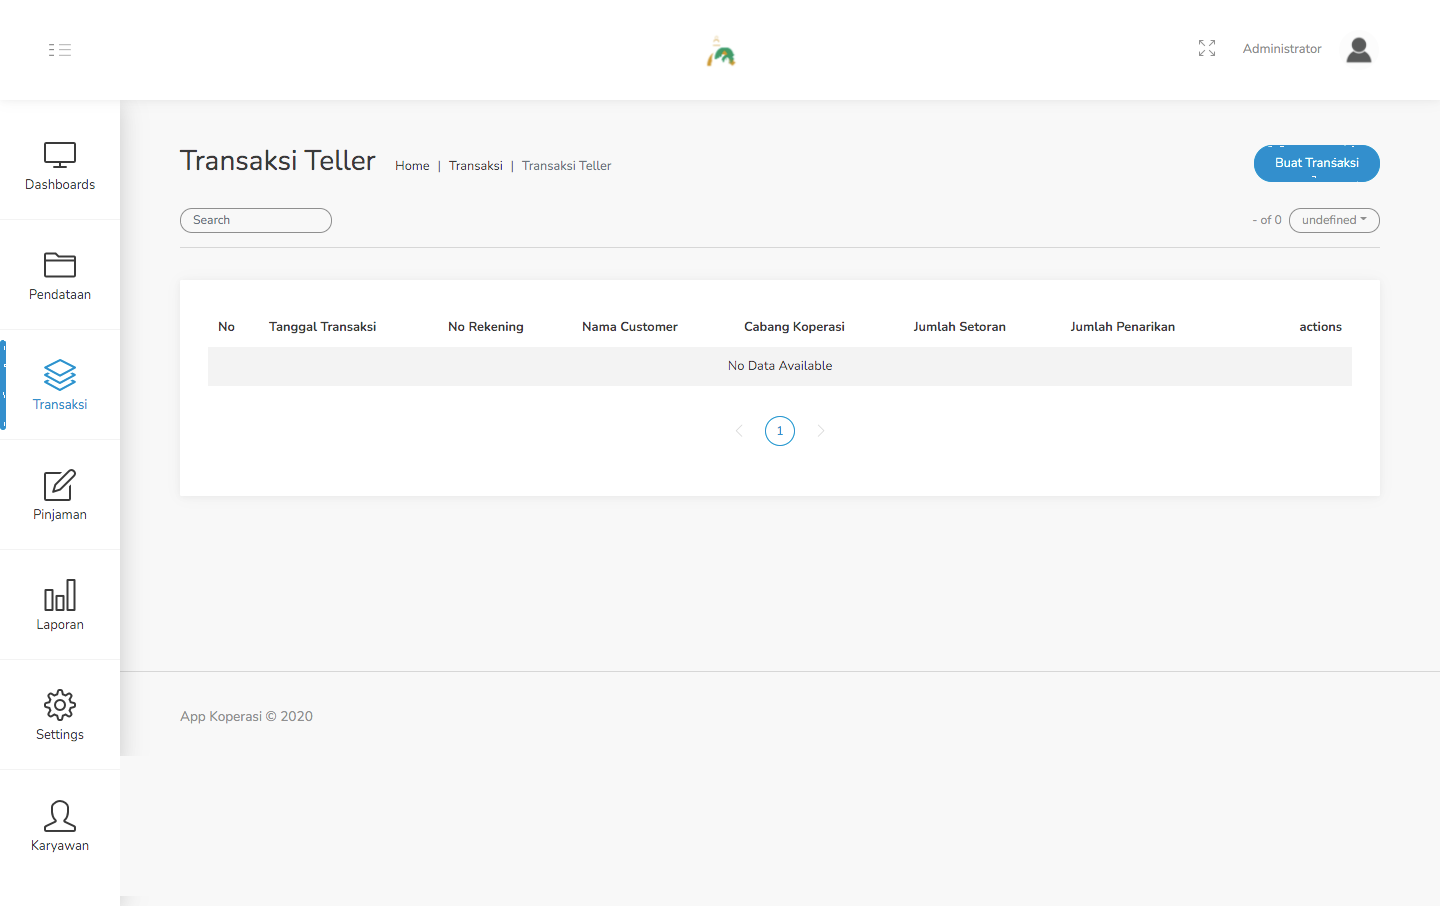 Administrator
Dashboards
Pendataan
Transaksi
Pinjaman
Laporan
Settings
Karyawan
Transaksi Teller
Home | Transaksi | Transaksi Teller
Buat Transaksi
Search
- of 0
undefined
No Tanggal Transaksi No Rekening Nama Customer Cabang Koperasi Jumlah Setoran Jumlah Penarikan actions
No Data Available
1
App Koperasi © 2020